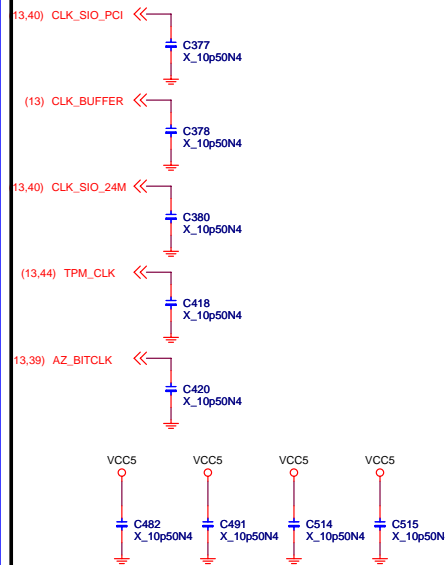 13,40) CLK_SIO_PCI
C377
X_10p50N4
(13) CLK_BUFFER
C378
X_10p50N4
13,40) CLK_SIO_24M
C380
X_10p50N4
(13,44) TPM_CLK
C418
X_10p50N4
13,39) AZ_BITCLK
C420
X_10p50N4
VCC5 VCC5 VCC5 VCC5
C482 C491 C514 C515
X_10p50N4 X_10p50N4 X_10p50N4 X_10p50N